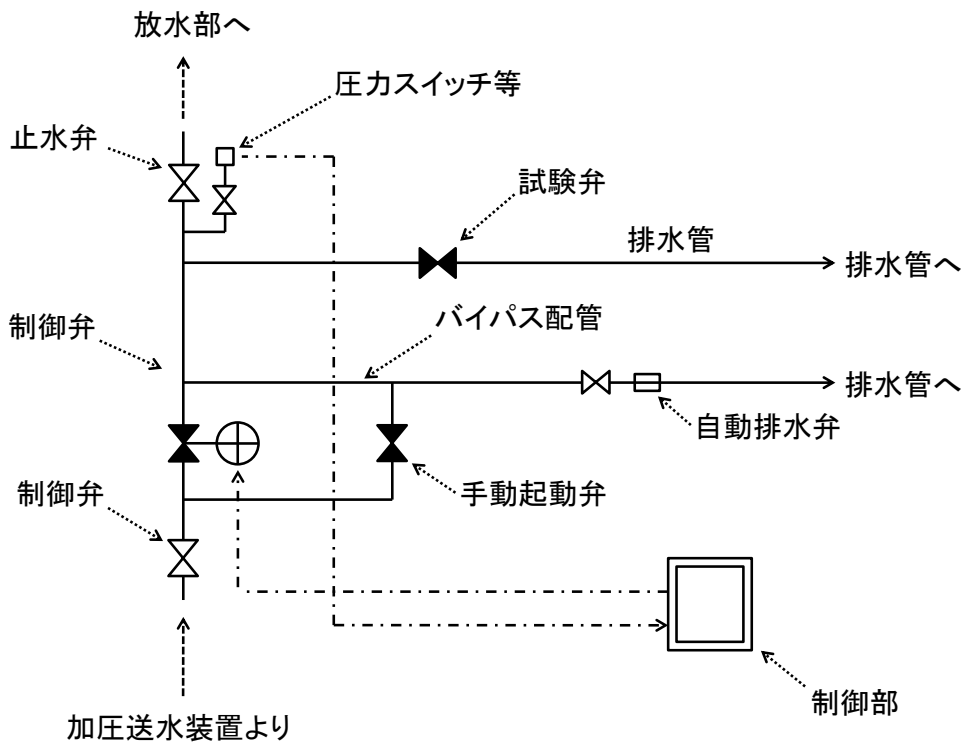 放水部へ
圧力スイッチ等
止水弁
試験弁
排水管
排水管へ
制御弁
バイパス配管
排水管へ
自動排水弁
制御弁
手動起動弁
制御部
加圧送水装置より